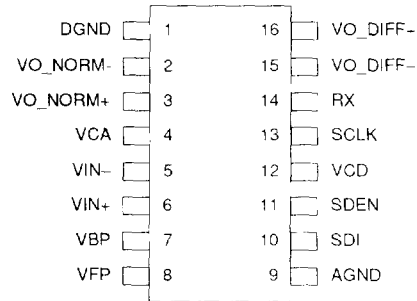 DGND 1 16 VO_DIFF+
VO_NORM- 2 15 VO_DIFF-
VO_NORM+ 3 14 RX
VCA 4 13 SCLK
VIN- 5 12 VCD
VIN+ 6 11 SDEN
VBP 7 10 SDI
VFP 8 9 AGND